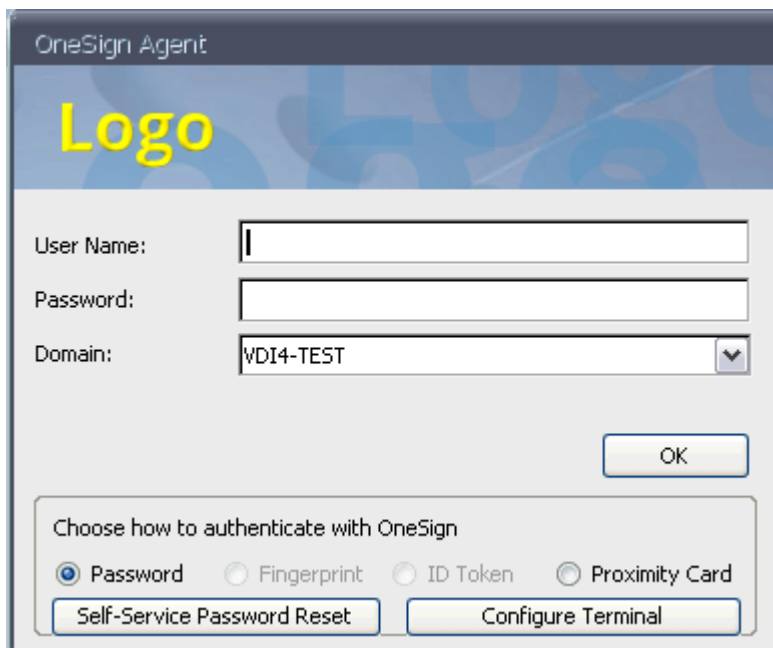 OneSign Agent
Logo
User Name:
Password:
Domain: VDI4-TEST
OK
Choose how to authenticate with OneSign
Password Fingerprint ID Token Proximity Card
Self-Service Password Reset Configure Terminal